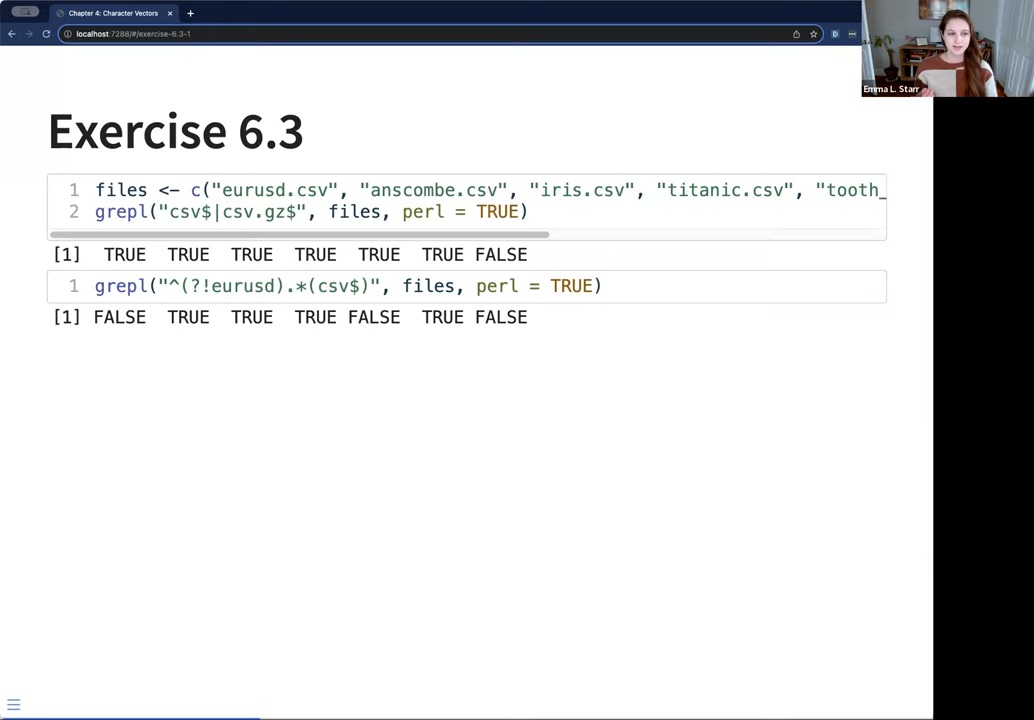 Chapter 4: Character Vectors
localhost:7288/#/exercise-6.3-1
Emma L. Starr
Exercise 6.3
1 files <- c("eurusd.csv", "anscombe.csv", "iris.csv", "titanic.csv", "tooth_
2 grepl("csv$|csv.gz$", files, perl = TRUE)
[1] TRUE TRUE TRUE TRUE TRUE TRUE FALSE
1 grepl("^(?!eurusd).*(csv$)", files, perl = TRUE)
[1] FALSE TRUE TRUE TRUE FALSE TRUE FALSE